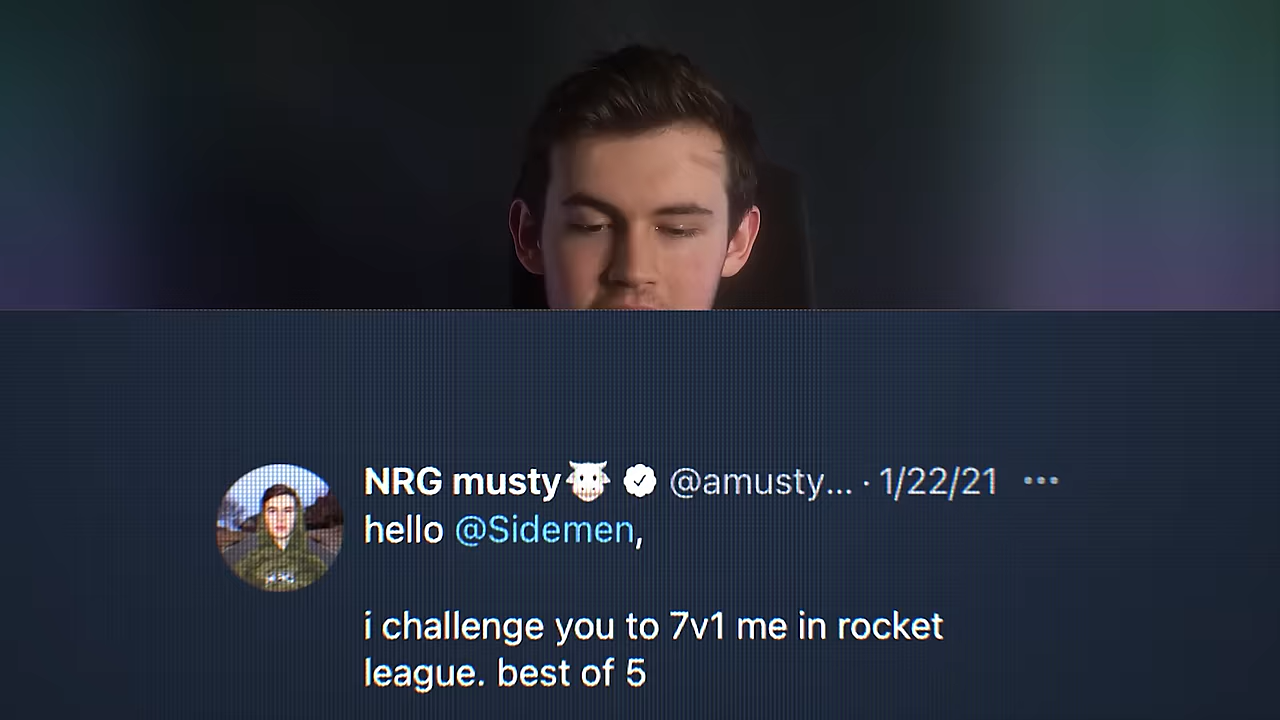 NRG musty @amusty... · 1/22/21
hello @Sidemen,
i challenge you to 7v1 me in rocket
league. best of 5